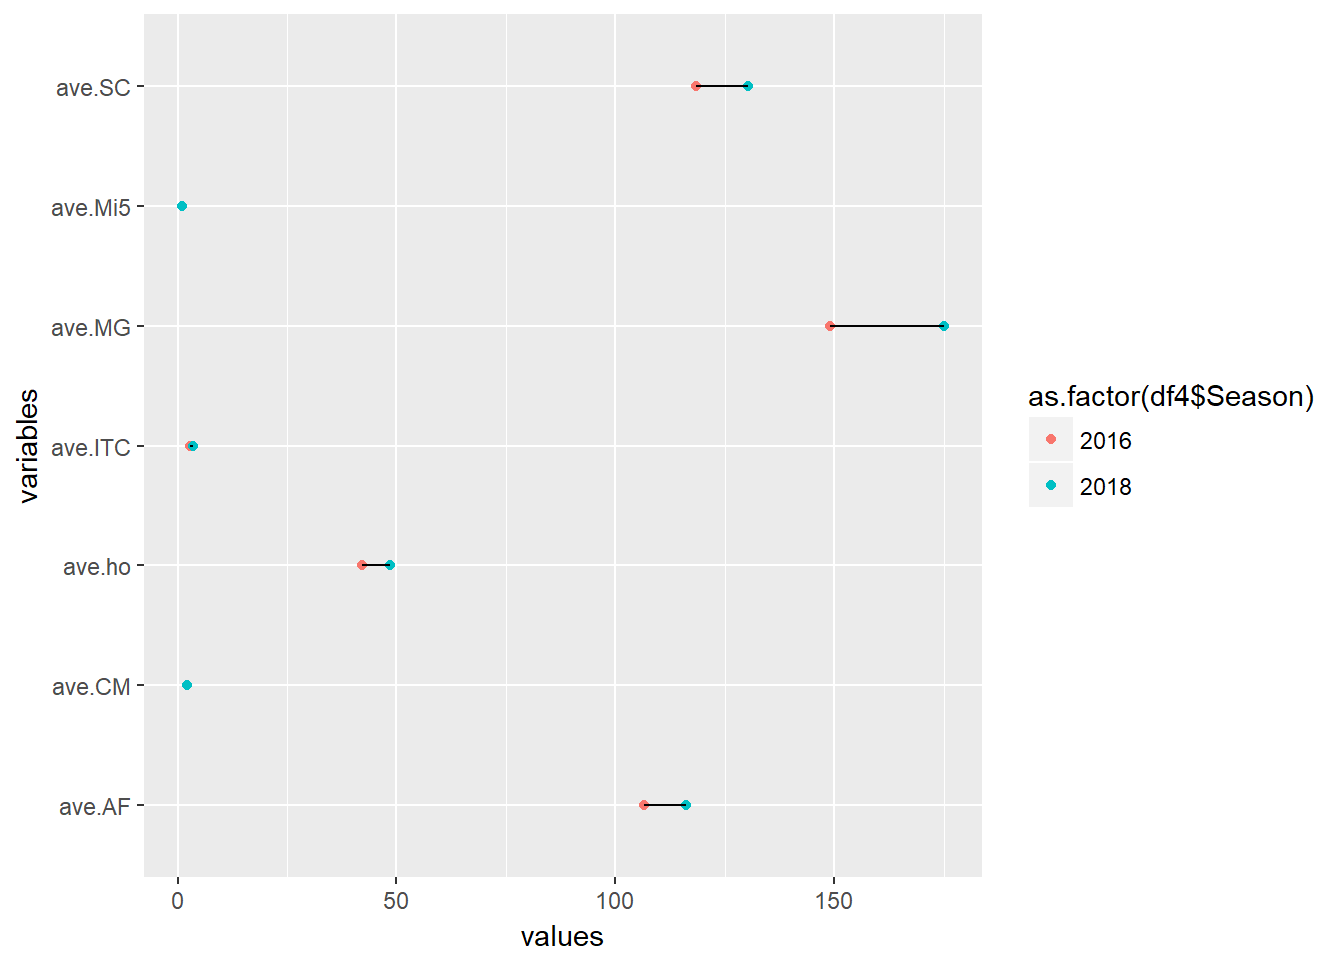 ave.SC
ave.Mi5
ave.MG
ave.ITC
ave.ho
ave.CM
ave.AF
variables
0 50 100 150
values
as.factor(df4$Season)
2016
2018